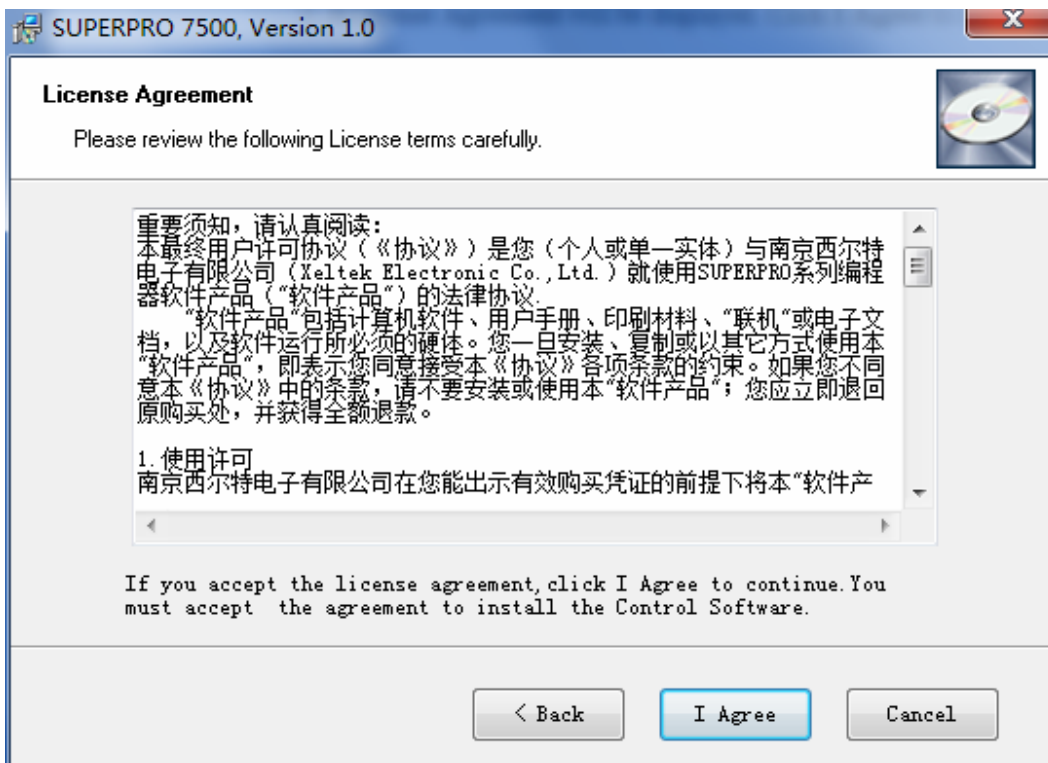 SUPERPRO 7500, Version 1.0
X
License Agreement
Please review the following License terms carefully.
重要须知，请认真阅读：
本最终用户许可协议（《协议》）是您（个人或单一实体）与南京西尔特
电子有限公司（Xeltek Electronic Co.,Ltd.）就使用SUPERPRO系列编程
器软件产品（“软件产品”）的法律协议.
“软件产品”包括计算机软件、用户手册、印刷材料、“联机”或电子文
档，以及软件运行所必须的硬体。您一旦安装、复制或以其它方式使用本
“软件产品”，即表示您同意接受本《协议》各项条款的约束。如果您不同
意本《协议》中的条款，请不要安装或使用本“软件产品”；您应立即退回
原购买处，并获得全额退款。
1.使用许可
南京西尔特电子有限公司在您能出示有效购买凭证的前提下将本“软件产
If you accept the license agreement,click I Agree to continue.You
must accept  the agreement to install the Control Software.
< Back
I Agree
Cancel